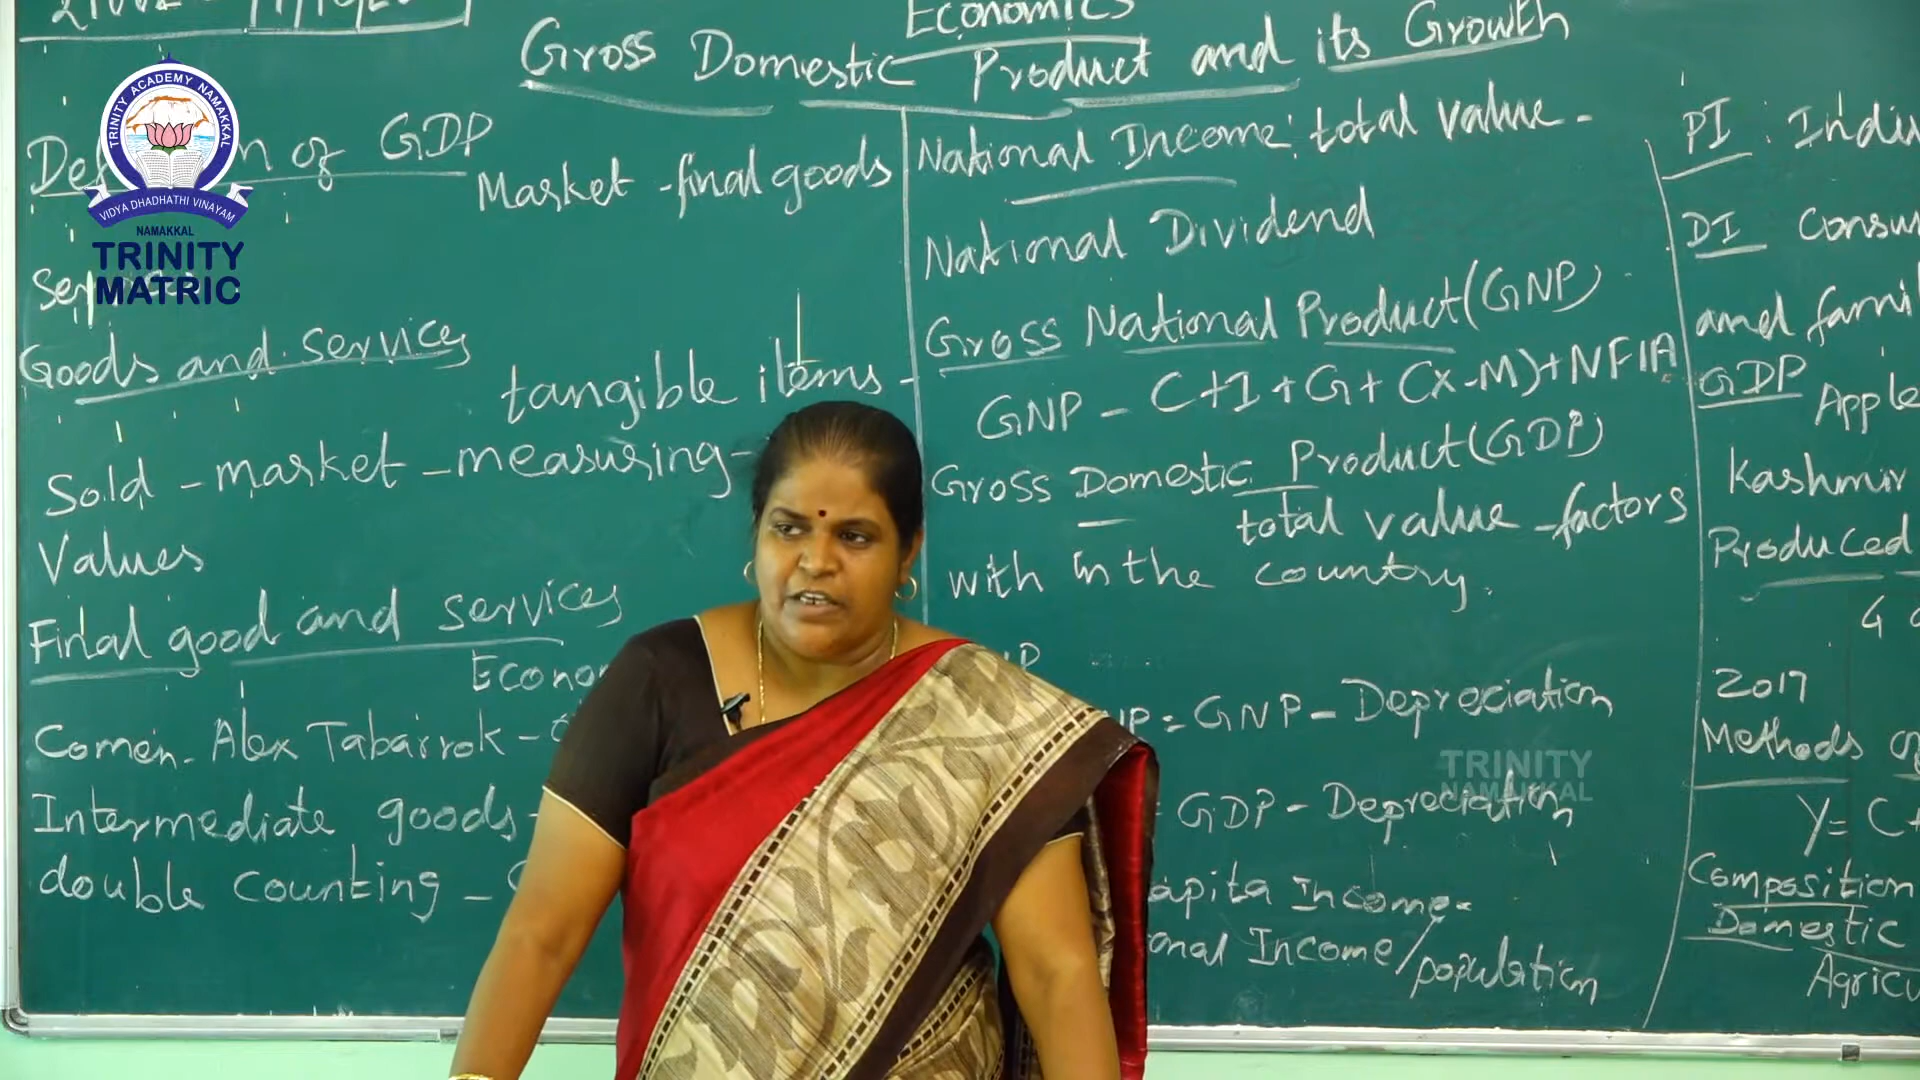 Economics
Gross Domestic Product and its Growth
TRINITY ACADEMY NAMAKKAL
VIDYA DHADHATHI VINAYAM
NAMAKKAL
TRINITY
MATRIC
of GDP
Market - final goods
Goods and services
tangible items -
Sold - market - measuring -
Values
Final good and services
Comen. Alex Tabarrok -
Intermediate goods -
double counting -
National Income: total value -
National Dividend
Gross National Product (GNP)
GNP - C+I+G+(X-M)+NFIA
Gross Domestic Product (GDP)
total value - factors
with in the country.
= GNP - Depreciation
= GDP - Depreciation
Income =
Income / population
PI :
DI
and
GDP Apple
Kashmir
Produced
2017
Methods
Y = C+
Composition
Domestic
TRINITY
NAMAKKAL